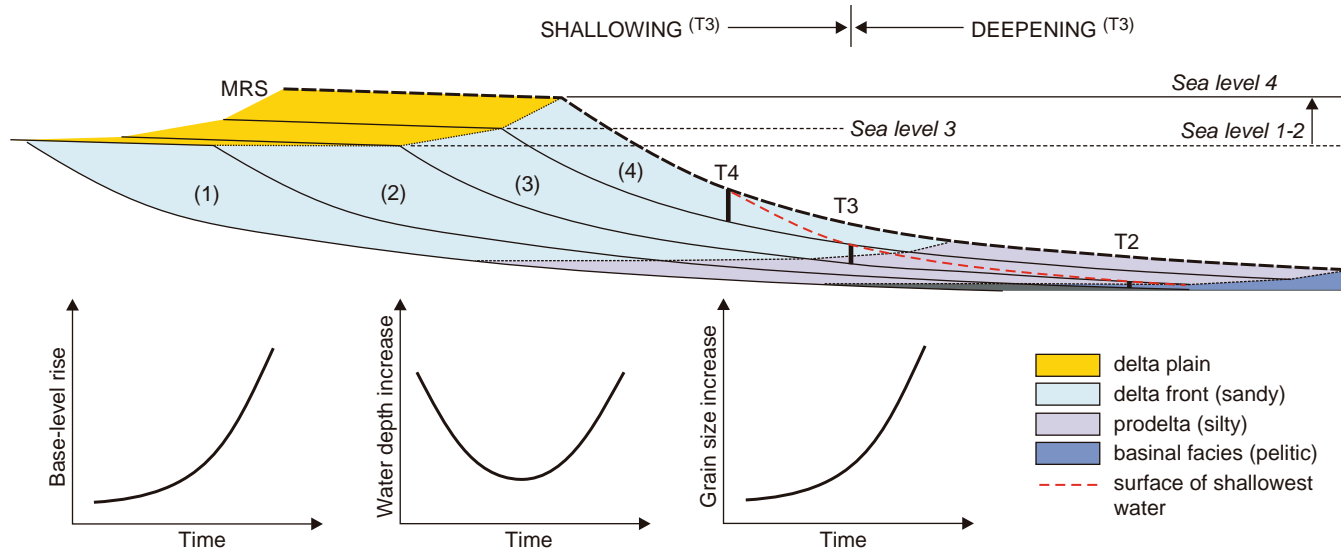 SHALLOWING (T3)
DEEPENING (T3)
MRS
Sea level 4
Sea level 3
Sea level 1-2
(1)
(2)
(3)
(4)
T4
T3
T2
Base-level rise
Time
Water depth increase
Time
Grain size increase
Time
delta plain
delta front (sandy)
prodelta (silty)
basinal facies (pelitic)
surface of shallowest
water